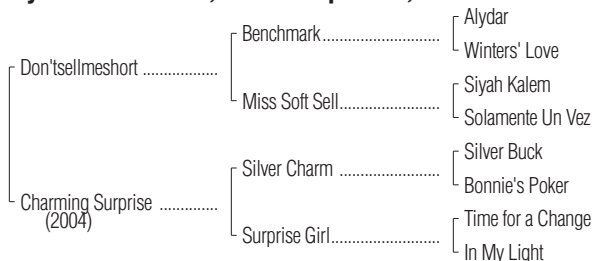 Alydar
Benchmark
Winters' Love
Don'tsellmeshort
Siyah Kalem
Miss Soft Sell
Solamente Un Vez
Silver Buck
Silver Charm
Bonnie's Poker
Charming Surprise
(2004)
Time for a Change
Surprise Girl
In My Light